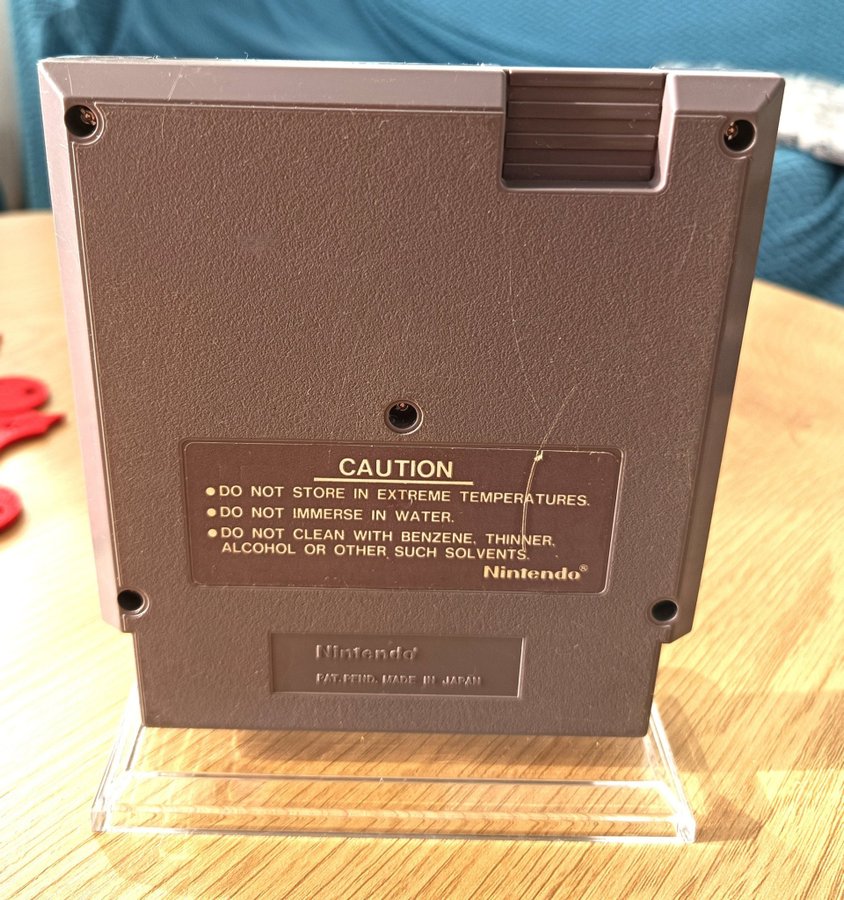 CAUTION
● DO NOT STORE IN EXTREME TEMPERATURES.
● DO NOT IMMERSE IN WATER.
● DO NOT CLEAN WITH BENZENE, THINNER,
ALCOHOL OR OTHER SUCH SOLVENTS.
Nintendo®
Nintendo®
PAT. PEND. MADE IN JAPAN